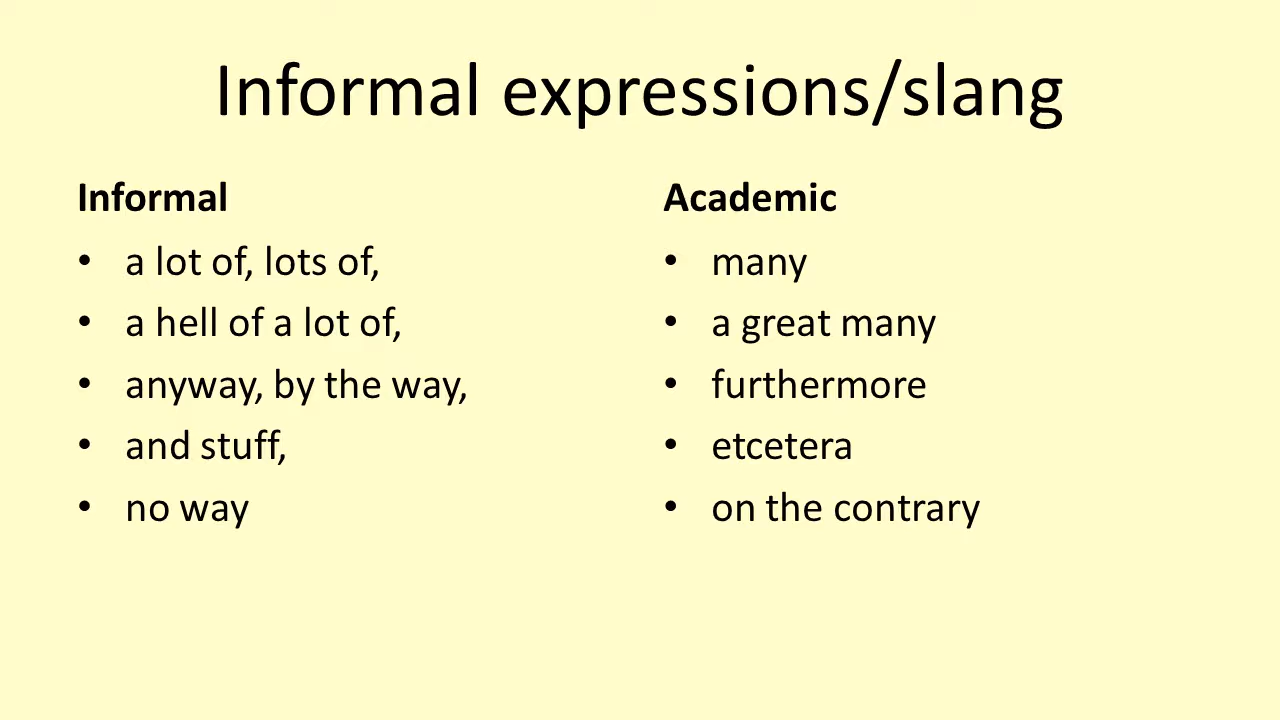 Informal expressions/slang
Informal
• a lot of, lots of,
• a hell of a lot of,
• anyway, by the way,
• and stuff,
• no way
Academic
• many
• a great many
• furthermore
• etcetera
• on the contrary